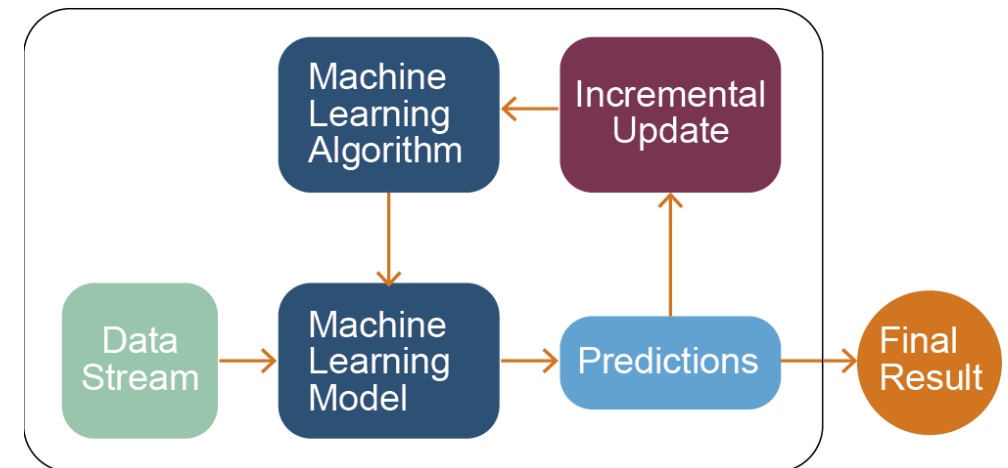 Machine
Learning
Algorithm
Incremental
Update
Data
Stream
Machine
Learning
Model
Predictions
Final
Result